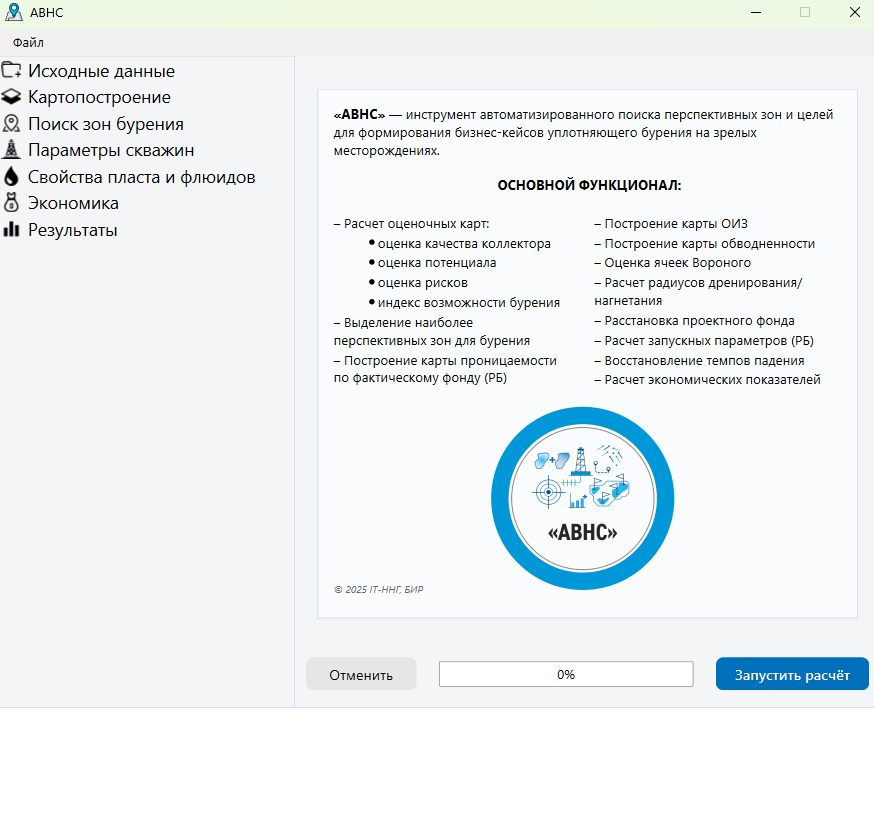 АВНС
Файл
Исходные данные
Картопостроение
Поиск зон бурения
Параметры скважин
Свойства пласта и флюидов
Экономика
Результаты
«АВНС» — инструмент автоматизированного поиска перспективных зон и целей
для формирования бизнес-кейсов уплотняющего бурения на зрелых
месторождениях.
ОСНОВНОЙ ФУНКЦИОНАЛ:
– Расчет оценочных карт:
• оценка качества коллектора
• оценка потенциала
• оценка рисков
• индекс возможности бурения
– Выделение наиболее
перспективных зон для бурения
– Построение карты проницаемости
по фактическому фонду (РБ)
– Построение карты ОИЗ
– Построение карты обводненности
– Оценка ячеек Вороного
– Расчет радиусов дренирования/
нагнетания
– Расстановка проектного фонда
– Расчет запускных параметров (РБ)
– Восстановление темпов падения
– Расчет экономических показателей
«АВНС»
© 2025 IT-ННГ, БИР
Отменить
0%
Запустить расчёт